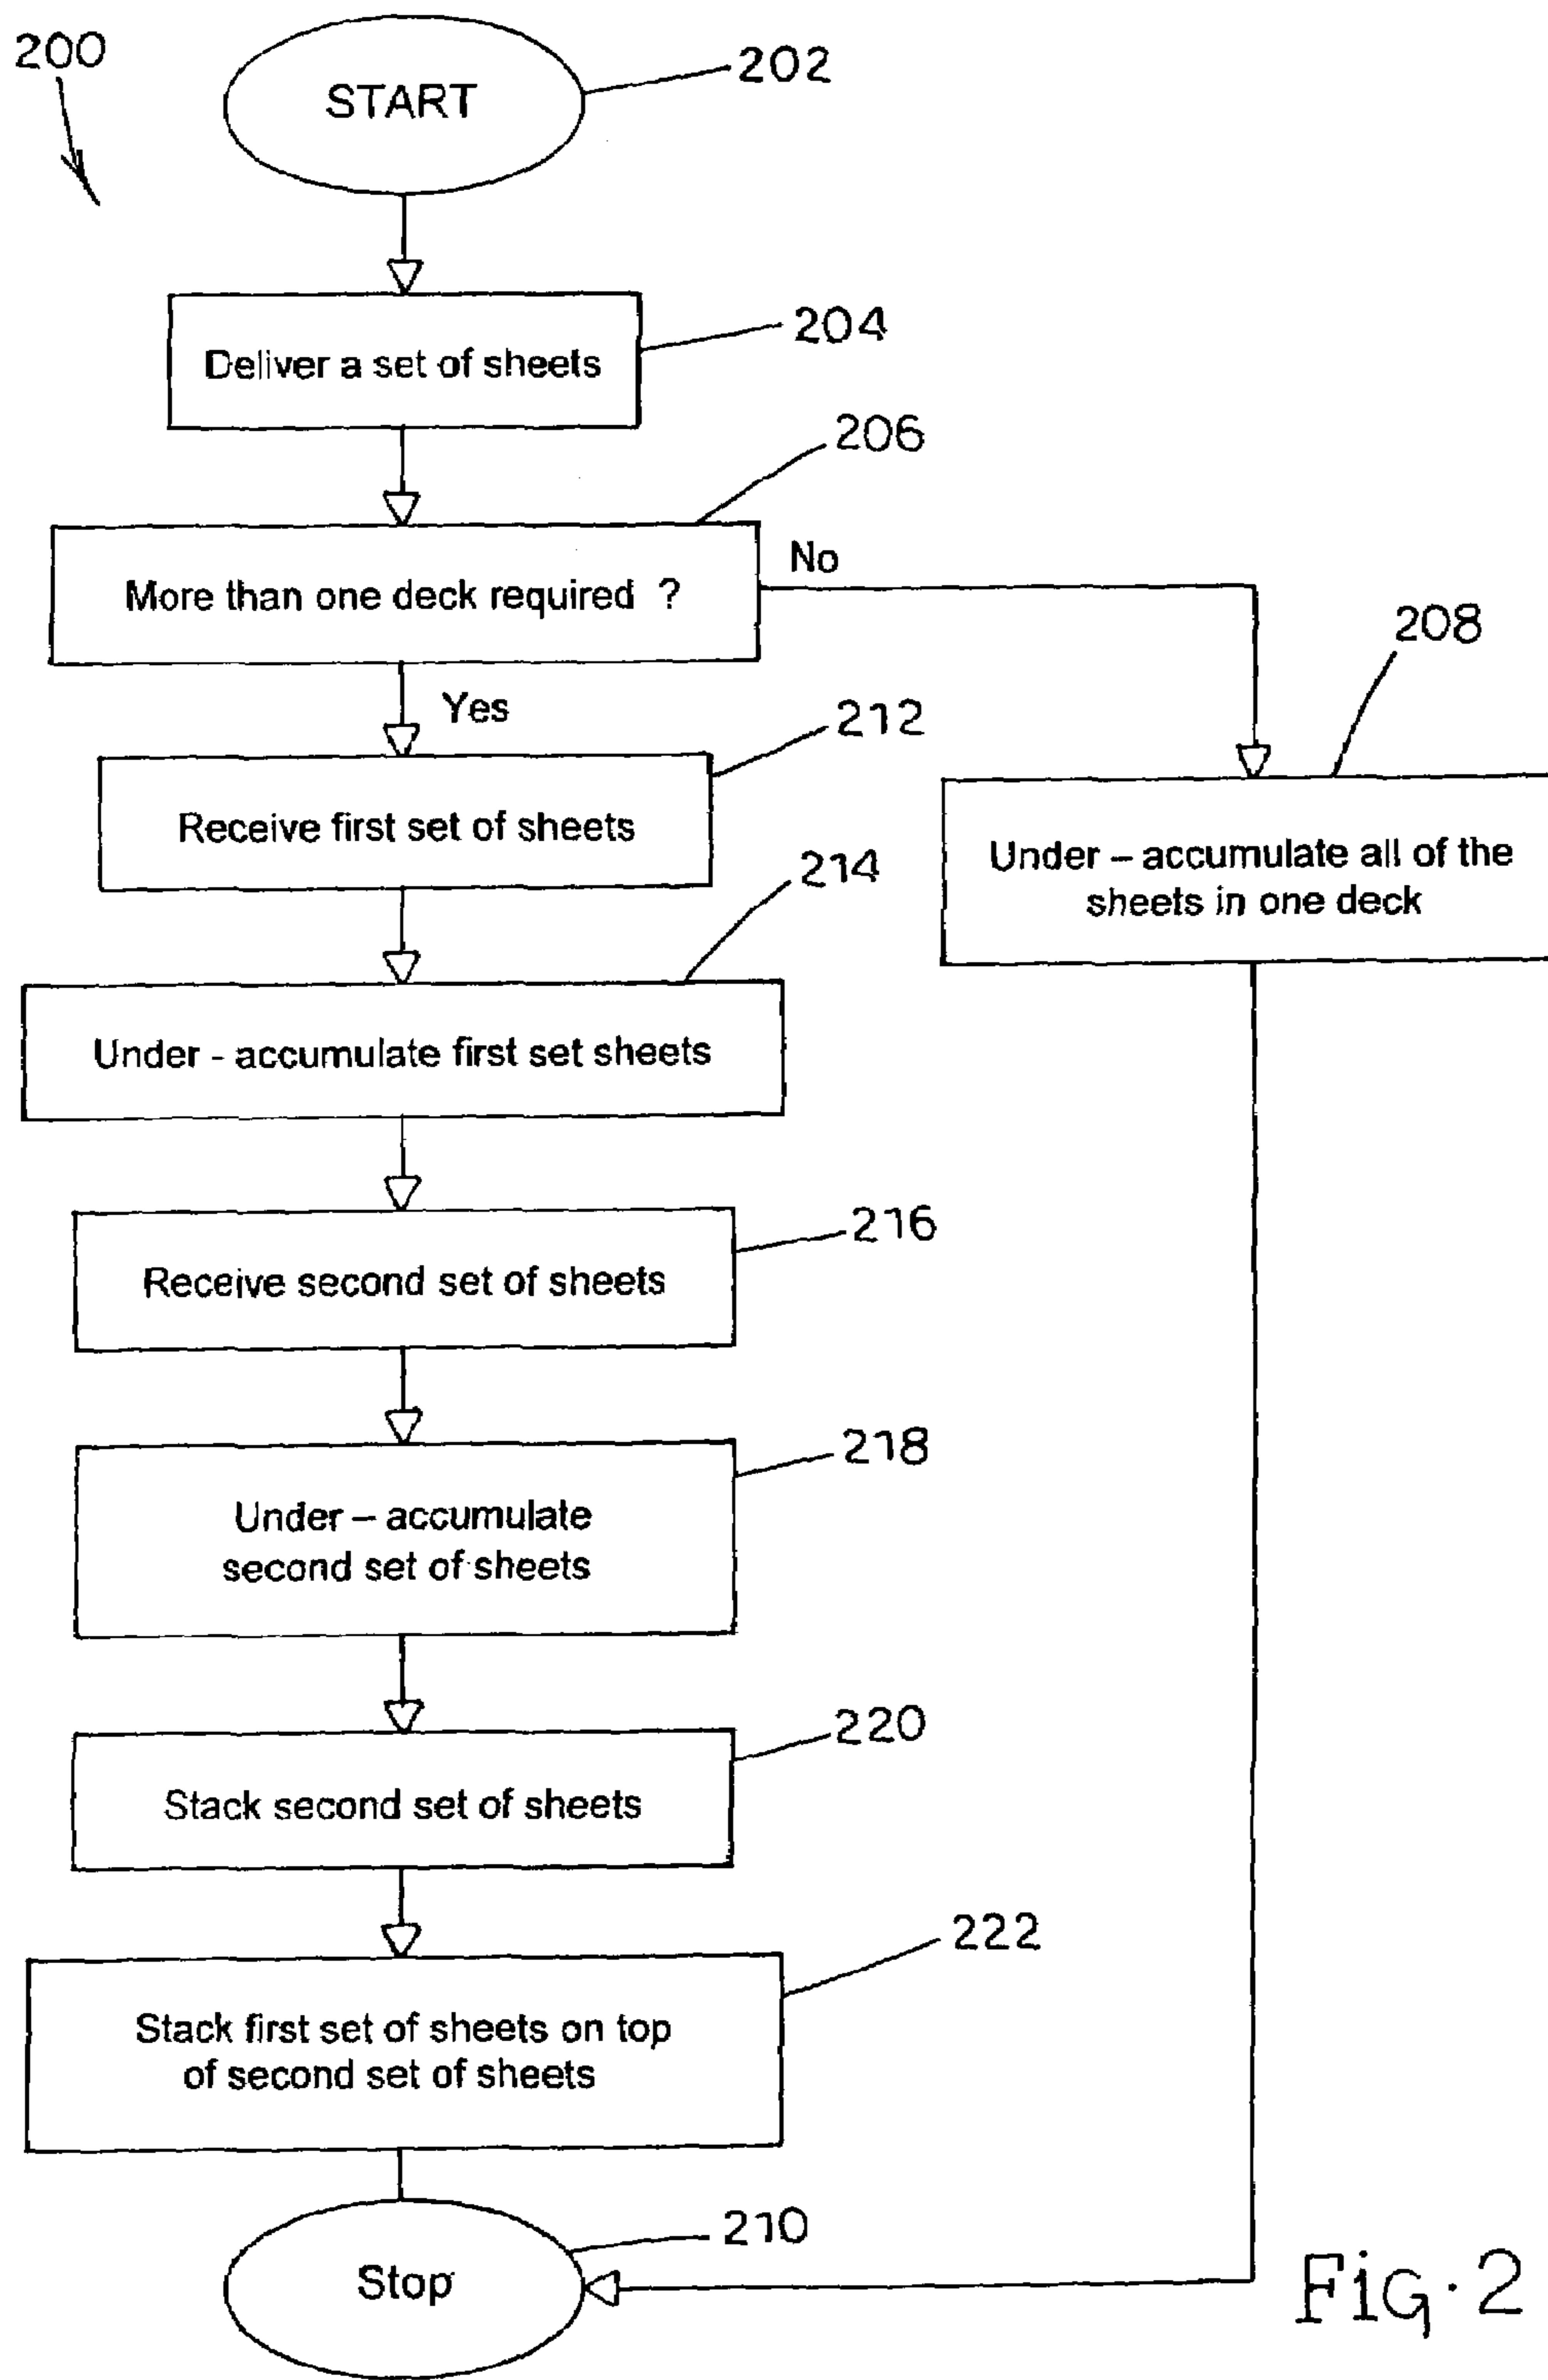 200
START
202
Deliver a set of sheets
204
206
More than one deck required ?
No
208
Yes
212
Receive first set of sheets
Under – accumulate all of the
sheets in one deck
214
Under - accumulate first set sheets
216
Receive second set of sheets
218
Under – accumulate
second set of sheets
220
Stack second set of sheets
222
Stack first set of sheets on top
of second set of sheets
210
Stop
FiG. 2